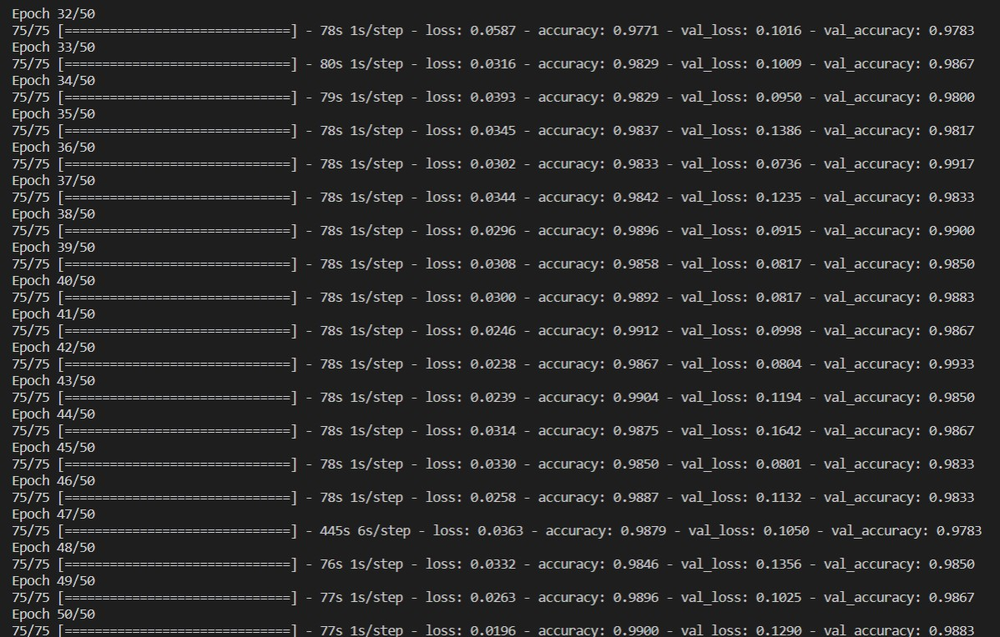 Epoch 32/50
75/75 [==============================] - 78s 1s/step - loss: 0.0587 - accuracy: 0.9771 - val_loss: 0.1016 - val_accuracy: 0.9783
Epoch 33/50
75/75 [==============================] - 80s 1s/step - loss: 0.0316 - accuracy: 0.9829 - val_loss: 0.1009 - val_accuracy: 0.9867
Epoch 34/50
75/75 [==============================] - 79s 1s/step - loss: 0.0393 - accuracy: 0.9829 - val_loss: 0.0950 - val_accuracy: 0.9800
Epoch 35/50
75/75 [==============================] - 78s 1s/step - loss: 0.0345 - accuracy: 0.9837 - val_loss: 0.1386 - val_accuracy: 0.9817
Epoch 36/50
75/75 [==============================] - 78s 1s/step - loss: 0.0302 - accuracy: 0.9833 - val_loss: 0.0736 - val_accuracy: 0.9917
Epoch 37/50
75/75 [==============================] - 78s 1s/step - loss: 0.0344 - accuracy: 0.9842 - val_loss: 0.1235 - val_accuracy: 0.9833
Epoch 38/50
75/75 [==============================] - 78s 1s/step - loss: 0.0296 - accuracy: 0.9896 - val_loss: 0.0915 - val_accuracy: 0.9900
Epoch 39/50
75/75 [==============================] - 78s 1s/step - loss: 0.0308 - accuracy: 0.9858 - val_loss: 0.0817 - val_accuracy: 0.9850
Epoch 40/50
75/75 [==============================] - 78s 1s/step - loss: 0.0300 - accuracy: 0.9892 - val_loss: 0.0817 - val_accuracy: 0.9883
Epoch 41/50
75/75 [==============================] - 78s 1s/step - loss: 0.0246 - accuracy: 0.9912 - val_loss: 0.0998 - val_accuracy: 0.9867
Epoch 42/50
75/75 [==============================] - 78s 1s/step - loss: 0.0238 - accuracy: 0.9867 - val_loss: 0.0804 - val_accuracy: 0.9933
Epoch 43/50
75/75 [==============================] - 78s 1s/step - loss: 0.0239 - accuracy: 0.9904 - val_loss: 0.1194 - val_accuracy: 0.9850
Epoch 44/50
75/75 [==============================] - 78s 1s/step - loss: 0.0314 - accuracy: 0.9875 - val_loss: 0.1642 - val_accuracy: 0.9867
Epoch 45/50
75/75 [==============================] - 78s 1s/step - loss: 0.0330 - accuracy: 0.9850 - val_loss: 0.0801 - val_accuracy: 0.9833
Epoch 46/50
75/75 [==============================] - 78s 1s/step - loss: 0.0258 - accuracy: 0.9887 - val_loss: 0.1132 - val_accuracy: 0.9833
Epoch 47/50
75/75 [==============================] - 445s 6s/step - loss: 0.0363 - accuracy: 0.9879 - val_loss: 0.1050 - val_accuracy: 0.9783
Epoch 48/50
75/75 [==============================] - 76s 1s/step - loss: 0.0332 - accuracy: 0.9846 - val_loss: 0.1356 - val_accuracy: 0.9850
Epoch 49/50
75/75 [==============================] - 77s 1s/step - loss: 0.0263 - accuracy: 0.9896 - val_loss: 0.1025 - val_accuracy: 0.9867
Epoch 50/50
75/75 [==============================] - 77s 1s/step - loss: 0.0196 - accuracy: 0.9900 - val_loss: 0.1290 - val_accuracy: 0.9883